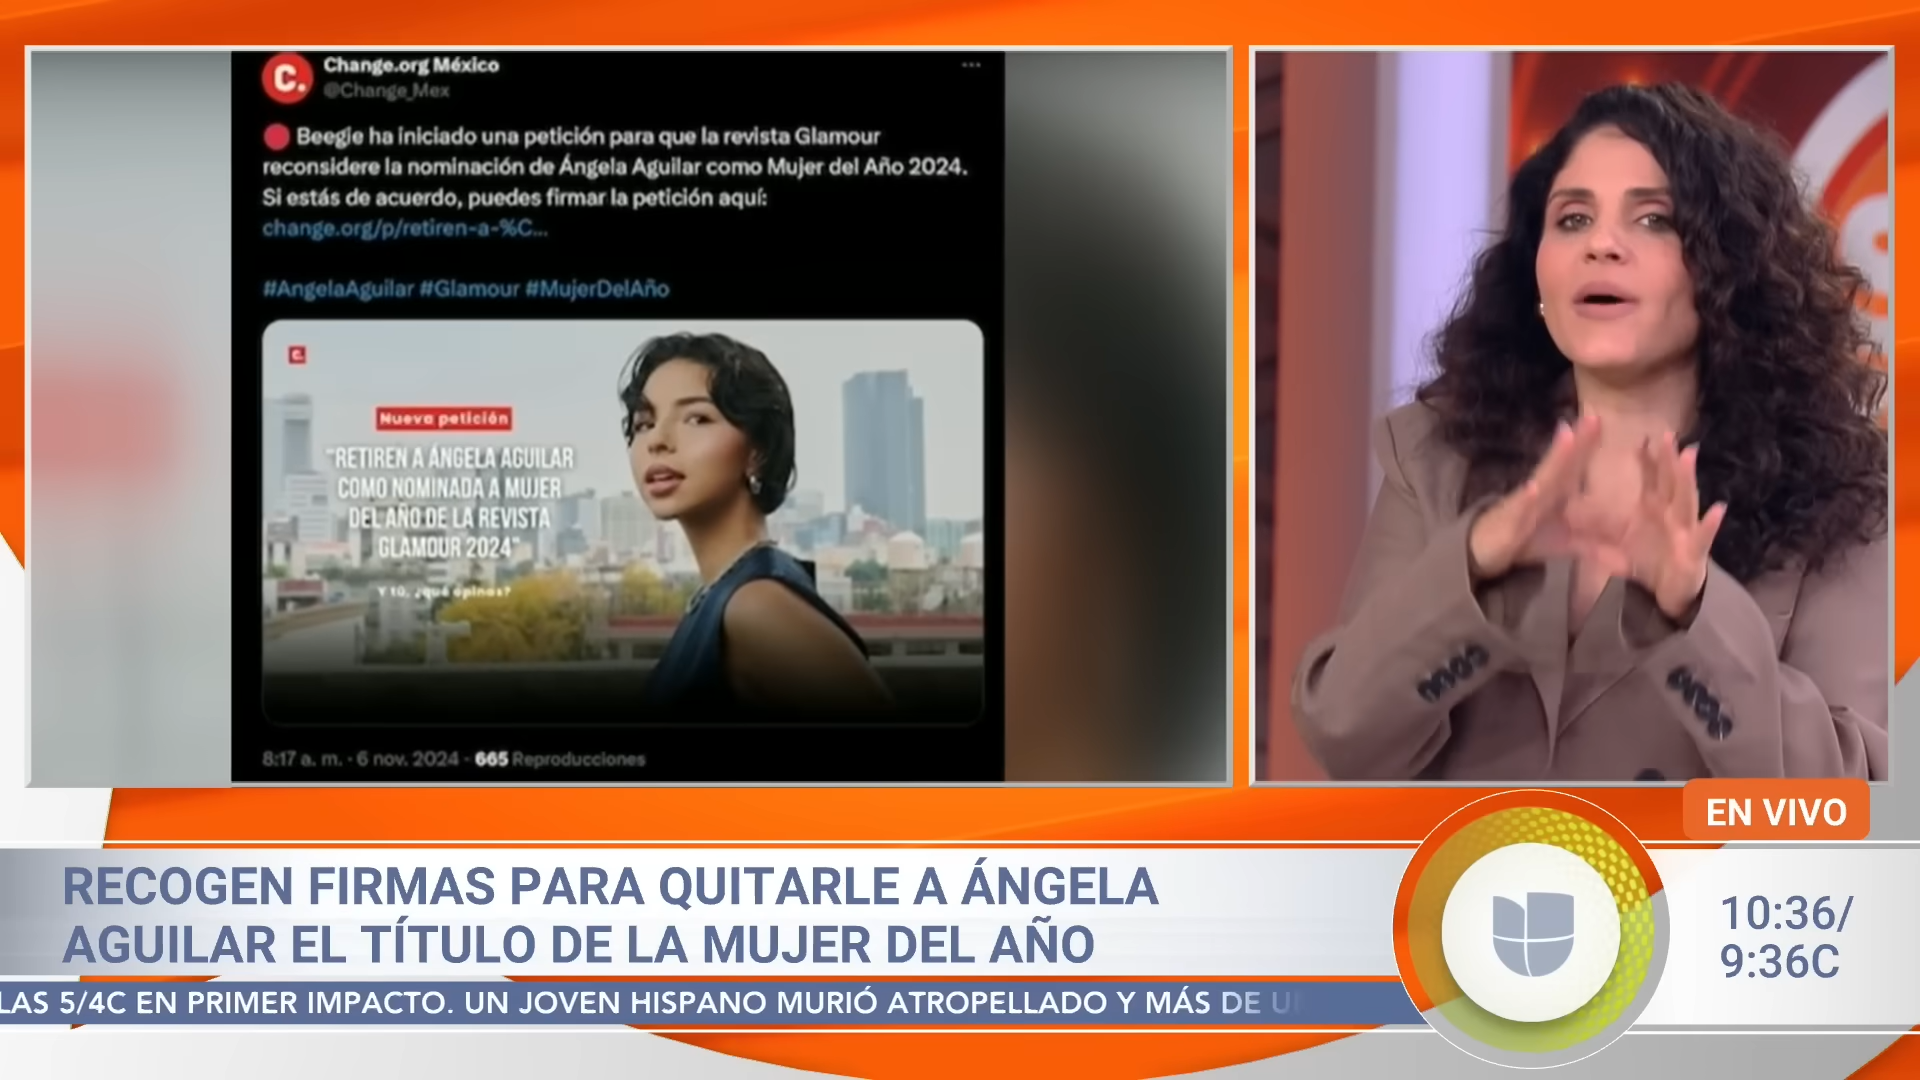 Change.org México
@Change_Mex
Beegie ha iniciado una petición para que la revista Glamour
reconsidere la nominación de Ángela Aguilar como Mujer del Año 2024.
Si estás de acuerdo, puedes firmar la petición aquí:
change.org/p/retiren-a-%C...
#AngelaAguilar #Glamour #MujerDelAño
C.
C.
Nueva petición
"RETIREN A ÁNGELA AGUILAR
COMO NOMINADA A MUJER
DEL AÑO DE LA REVISTA
GLAMOUR 2024"
Y tú, ¿qué opinas?
8:17 a. m. · 6 nov. 2024 · 665 Reproducciones
EN VIVO
RECOGEN FIRMAS PARA QUITARLE A ÁNGELA
AGUILAR EL TÍTULO DE LA MUJER DEL AÑO
10:36/
9:36C
LAS 5/4C EN PRIMER IMPACTO. UN JOVEN HISPANO MURIÓ ATROPELLADO Y MÁS DE